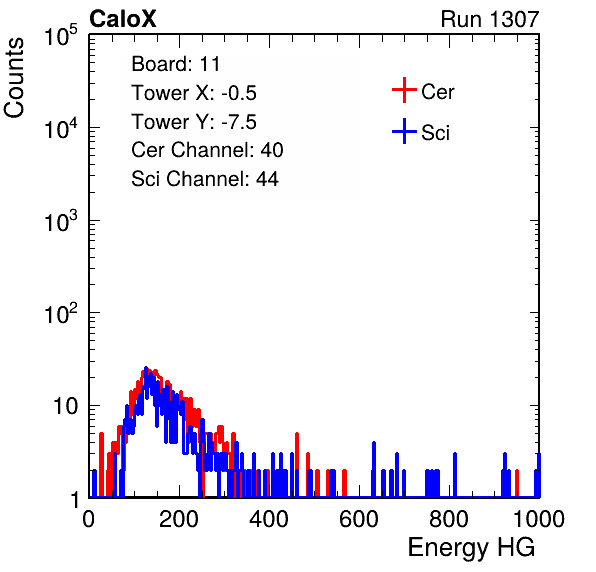 CaloX
Run 1307
Counts
10^5
10^4
10^3
10^2
10
1
Board: 11
Tower X: -0.5
Tower Y: -7.5
Cer Channel: 40
Sci Channel: 44
Cer
Sci
0 200 400 600 800 1000
Energy HG